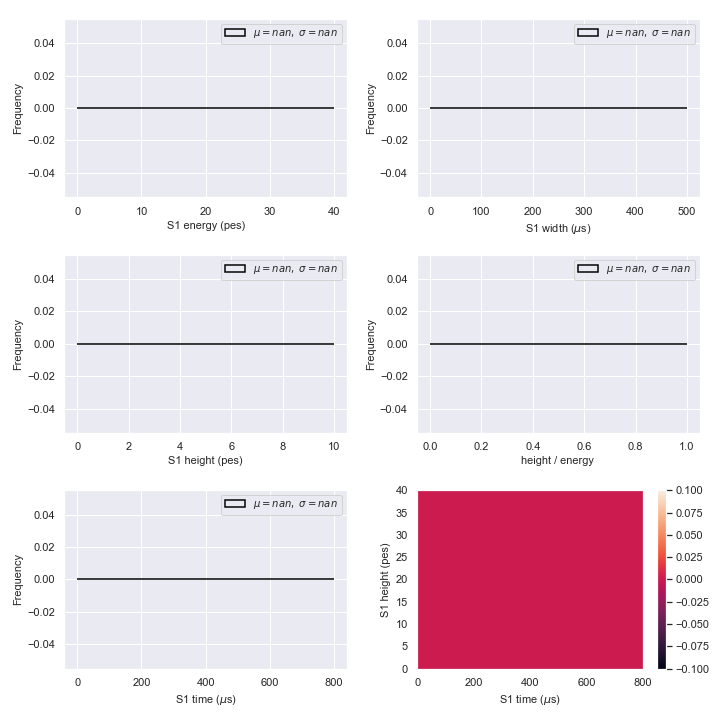 0.04
0.02
0.00
−0.02
−0.04
Frequency
μ = nan, σ = nan
0 10 20 30 40
S1 energy (pes)
0.04
0.02
0.00
−0.02
−0.04
Frequency
μ = nan, σ = nan
0 100 200 300 400 500
S1 width (μs)
0.04
0.02
0.00
−0.02
−0.04
Frequency
μ = nan, σ = nan
0 2 4 6 8 10
S1 height (pes)
0.04
0.02
0.00
−0.02
−0.04
Frequency
μ = nan, σ = nan
0.0 0.2 0.4 0.6 0.8 1.0
height / energy
0.04
0.02
0.00
−0.02
−0.04
Frequency
μ = nan, σ = nan
0 200 400 600 800
S1 time (μs)
40
35
30
25
20
15
10
5
0
S1 height (pes)
0 200 400 600 800
S1 time (μs)
0.100
0.075
0.050
0.025
0.000
−0.025
−0.050
−0.075
−0.100